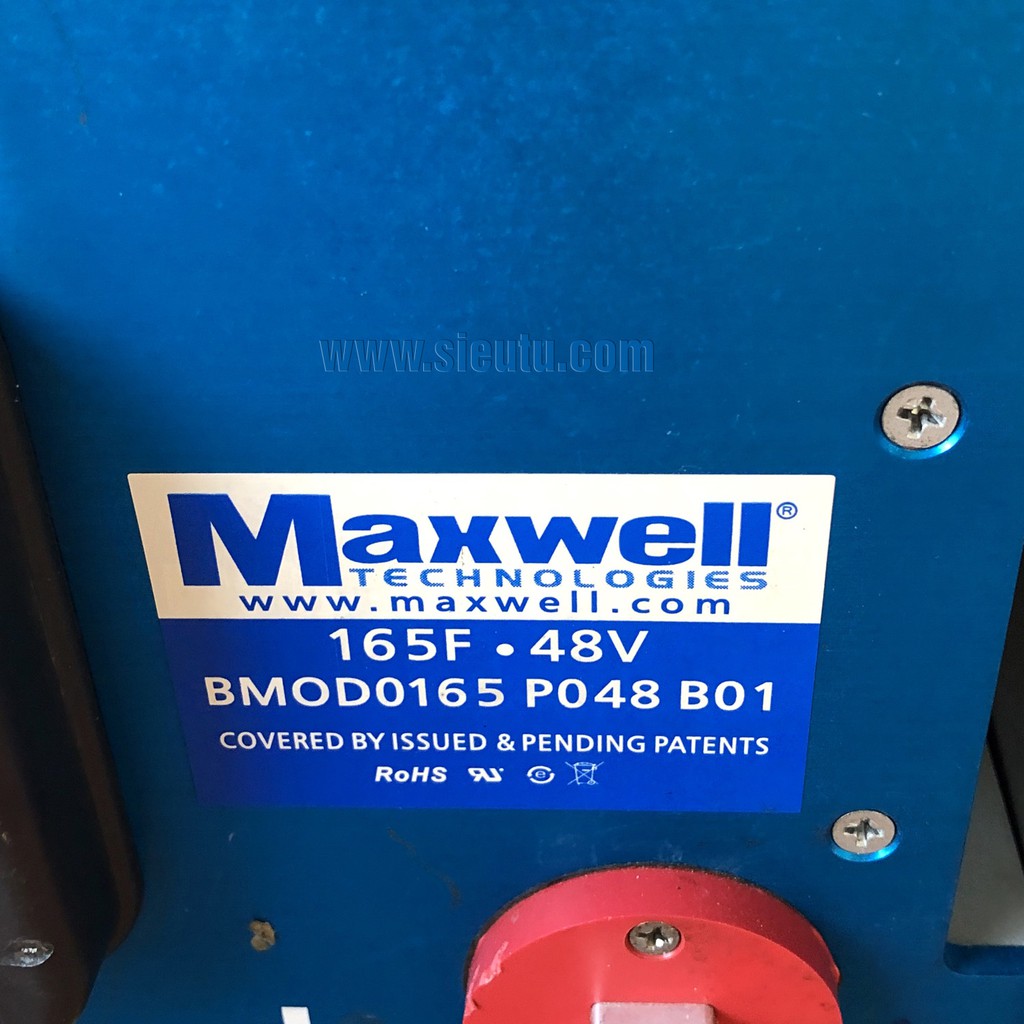 www.sieutu.com
Maxwell®
TECHNOLOGIES
www.maxwell.com
165F • 48V
BMOD0165 P048 B01
COVERED BY ISSUED & PENDING PATENTS
RoHS RU e